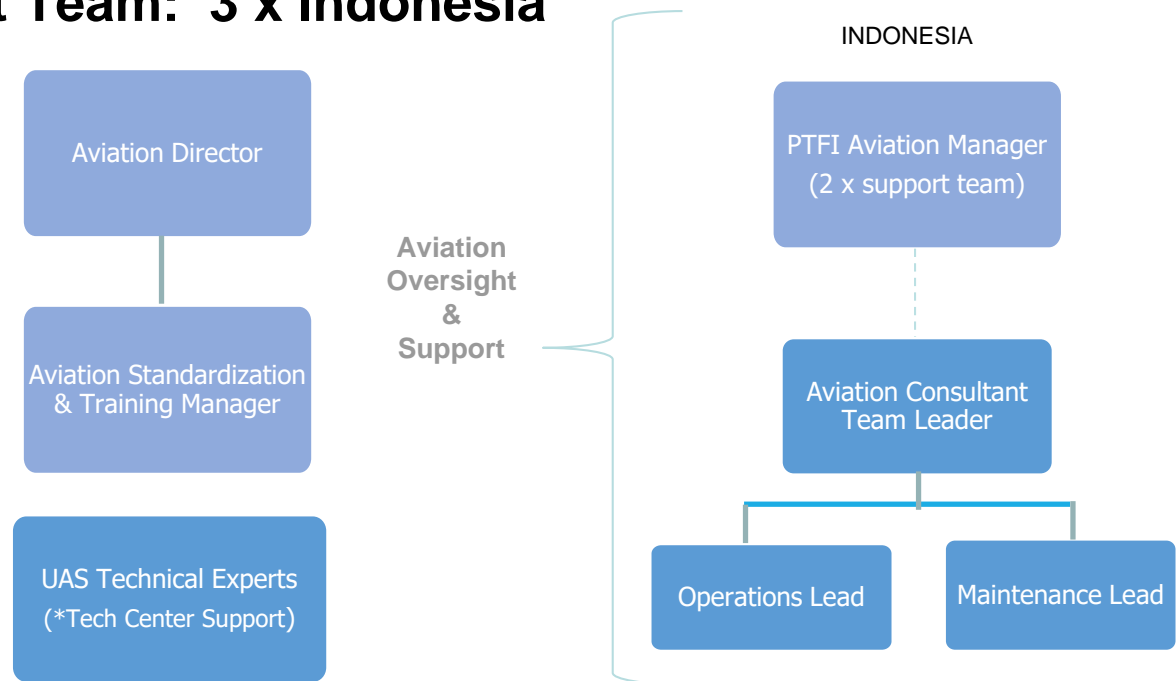 t Team: 3 x Indonesia
Aviation Director
Aviation Standardization
& Training Manager
UAS Technical Experts
(*Tech Center Support)
Aviation
Oversight
&
Support
INDONESIA
PTFI Aviation Manager
(2 x support team)
Aviation Consultant
Team Leader
Operations Lead
Maintenance Lead